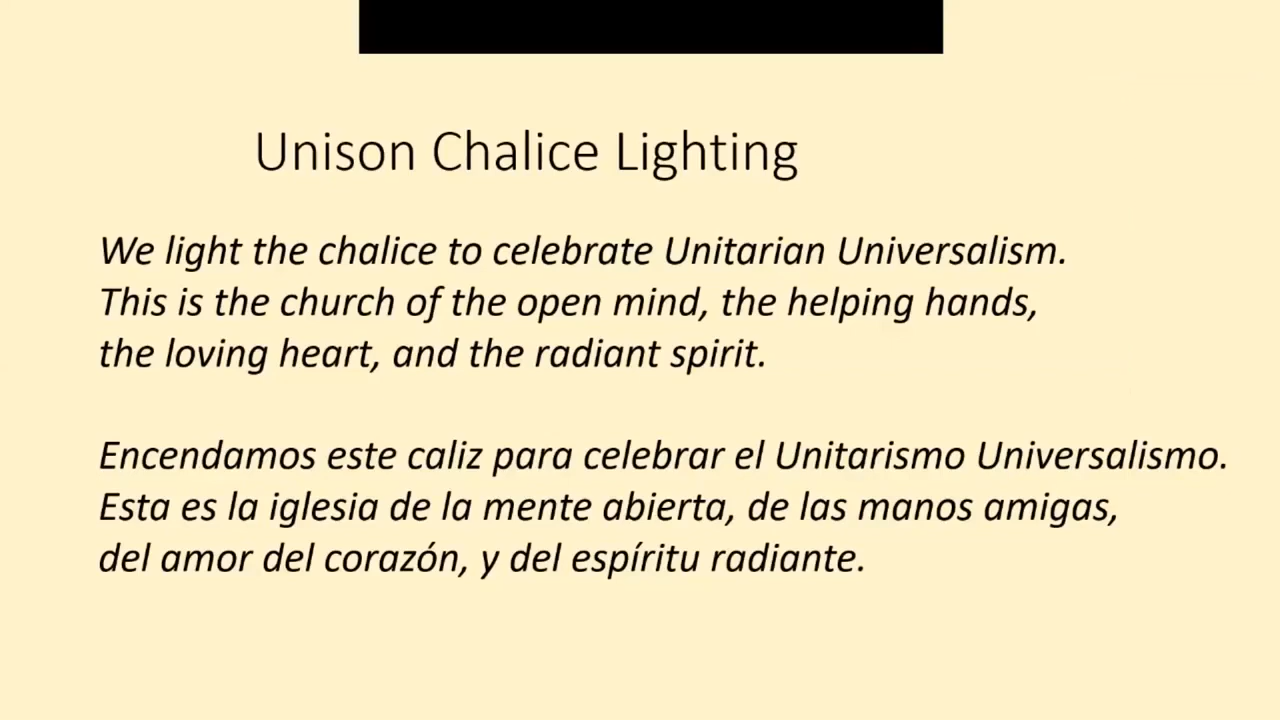 Unison Chalice Lighting
We light the chalice to celebrate Unitarian Universalism.
This is the church of the open mind, the helping hands,
the loving heart, and the radiant spirit.
Encendamos este caliz para celebrar el Unitarismo Universalismo.
Esta es la iglesia de la mente abierta, de las manos amigas,
del amor del corazón, y del espíritu radiante.